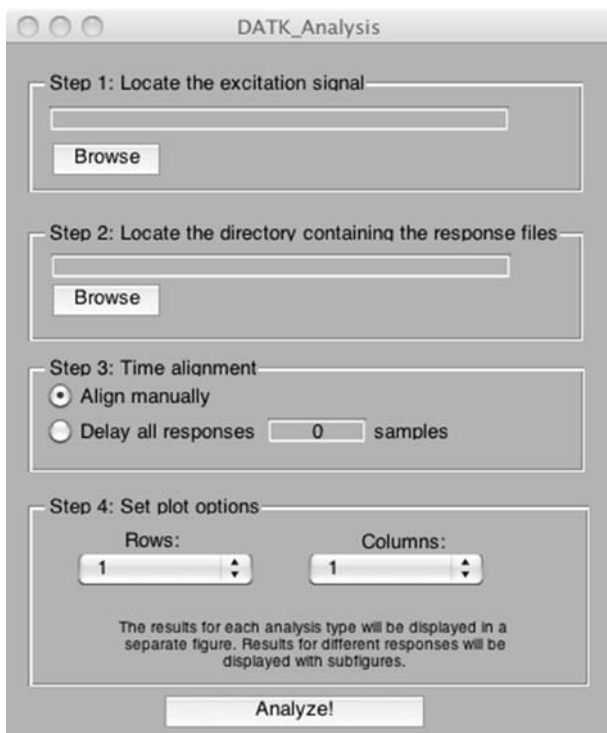 DATK_Analysis
Step 1: Locate the excitation signal
Browse
Step 2: Locate the directory containing the response files
Browse
Step 3: Time alignment
Align manually
Delay all responses 0 samples
Step 4: Set plot options
Rows: Columns:
1 1
The results for each analysis type will be displayed in a
separate figure. Results for different responses will be
displayed with subfigures.
Analyze!